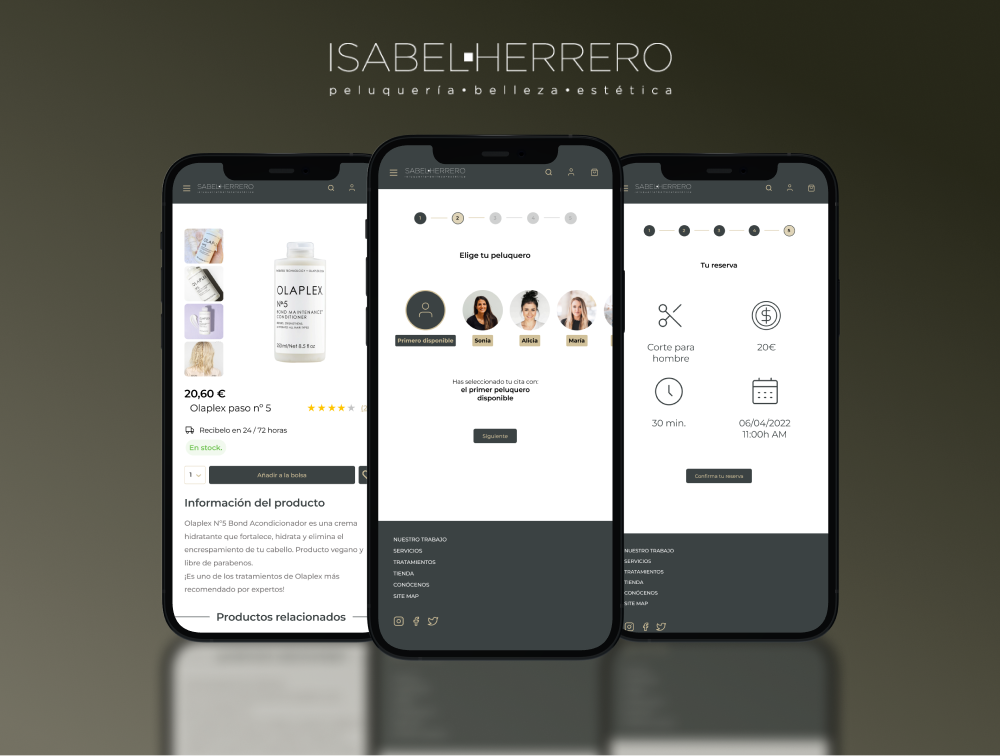 ISABEL HERRERO
peluquería•belleza•estética
ISABEL HERRERO
OLAPLEX
Nº5
BOND MAINTENANCE
CONDITIONER
250ml/Net 8.5 fl oz
20,60 €
Olaplex paso nº 5
Recíbelo en 24 / 72 horas
En stock.
1
Añadir a la bolsa
Información del producto
Olaplex Nº5 Bond Acondicionador es una crema
hidratante que fortalece, hidrata y elimina el
encrespamiento de tu cabello. Producto vegano y
libre de parabenos.
¡Es uno de los tratamientos de Olaplex más
recomendado por expertos!
Productos relacionados
ISABEL HERRERO
1 2 3 4 5
Elige tu peluquero
Primero disponible Sonia Alicia María
Has seleccionado tu cita con:
el primer peluquero
disponible
Siguiente
NUESTRO TRABAJO
SERVICIOS
TRATAMIENTOS
TIENDA
CONÓCENOS
SITE MAP
ISABEL HERRERO
1 2 3 4 5
Tu reserva
Corte para
hombre
20€
30 min.
06/04/2022
11:00h AM
Confirma tu reserva
NUESTRO TRABAJO
SERVICIOS
TRATAMIENTOS
TIENDA
CONÓCENOS
SITE MAP